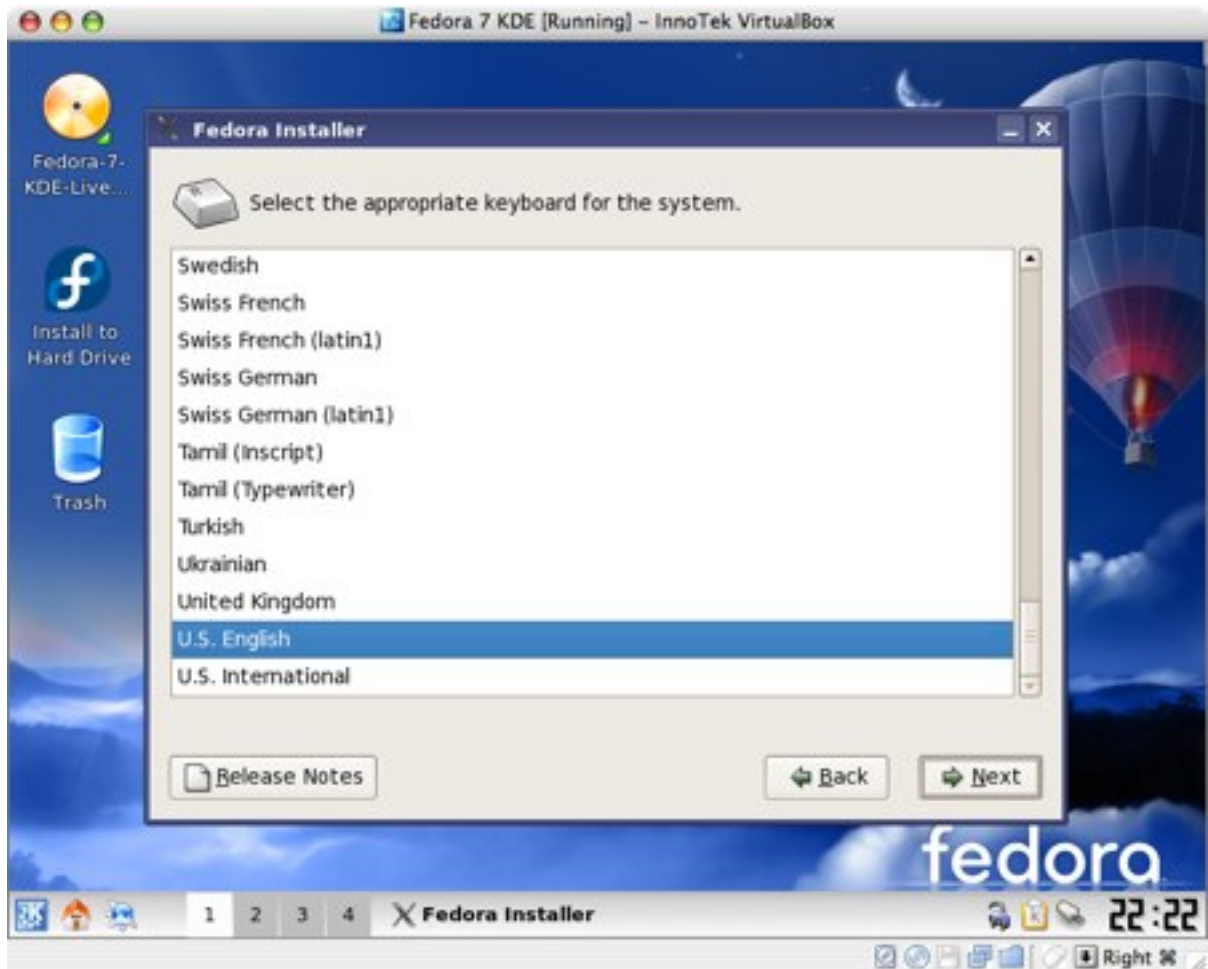 Fedora 7 KDE [Running] – InnoTek VirtualBox
Fedora-7-
KDE-Live...
Install to
Hard Drive
Trash
Fedora Installer
Select the appropriate keyboard for the system.
Swedish
Swiss French
Swiss French (latin1)
Swiss German
Swiss German (latin1)
Tamil (Inscript)
Tamil (Typewriter)
Turkish
Ukrainian
United Kingdom
U.S. English
U.S. International
Release Notes
Back
Next
fedora
1 2 3 4 Fedora Installer 22:22
Right ⌘